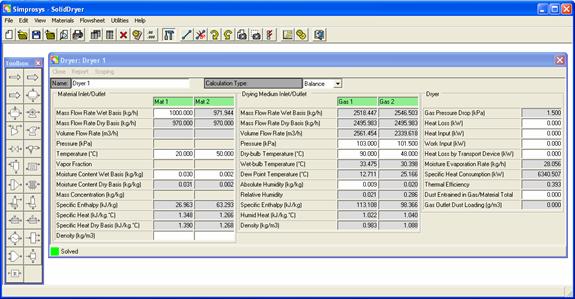 Simprosys - SolidDryer
File Edit View Materials Flowsheet Utilities Help
Toolbox
Dryer: Dryer 1
Close Report Scoping
Name: Dryer 1 Calculation Type: Balance
Material Inlet/Outlet Drying Medium Inlet/Outlet Dryer
Mat 1 Mat 2 Gas 1 Gas 2
Mass Flow Rate Wet Basis (kg/h) 1000.000 971.944 Mass Flow Rate Wet Basis (kg/h) 2518.447 2546.503 Gas Pressure Drop (kPa) 1.500
Mass Flow Rate Dry Basis (kg/h) 970.000 970.000 Mass Flow Rate Dry Basis (kg/h) 2495.983 2495.983 Heat Loss (kW) 0.000
Volume Flow Rate (m3/h) Volume Flow Rate (m3/h) 2561.454 2339.618 Heat Input (kW) 0.000
Pressure (kPa) Pressure (kPa) 103.000 101.500 Work Input (kW) 0.000
Temperature (°C) 20.000 50.000 Dry-bulb Temperature (°C) 90.000 48.000 Heat Loss by Transport Device (kW) 0.000
Vapor Fraction Wet-bulb Temperature (°C) 33.475 30.398 Moisture Evaporation Rate (kg/h) 28.056
Moisture Content Wet Basis (kg/kg) 0.030 0.002 Dew Point Temperature (°C) 12.711 25.166 Specific Heat Consumption (kW) 6340.507
Moisture Content Dry Basis (kg/kg) 0.031 0.002 Absolute Humidity (kg/kg) 0.009 0.020 Thermal Efficiency 0.393
Mass Concentration (kg/kg) Relative Humidity 0.021 0.286 Dust Entrained in Gas/Material Total 0.000
Specific Enthalpy (kJ/kg) 26.963 63.293 Specific Enthalpy (kJ/kg) 113.108 98.366 Gas Outlet Dust Loading (g/m3) 0.000
Specific Heat (kJ/kg.°C) 1.348 1.266 Humid Heat (kJ/kg.°C) 1.022 1.040
Specific Heat Dry Basis (kJ/kg.°C) 1.390 1.268 Density (kg/m3) 0.983 1.088
Density (kg/m3)
Solved